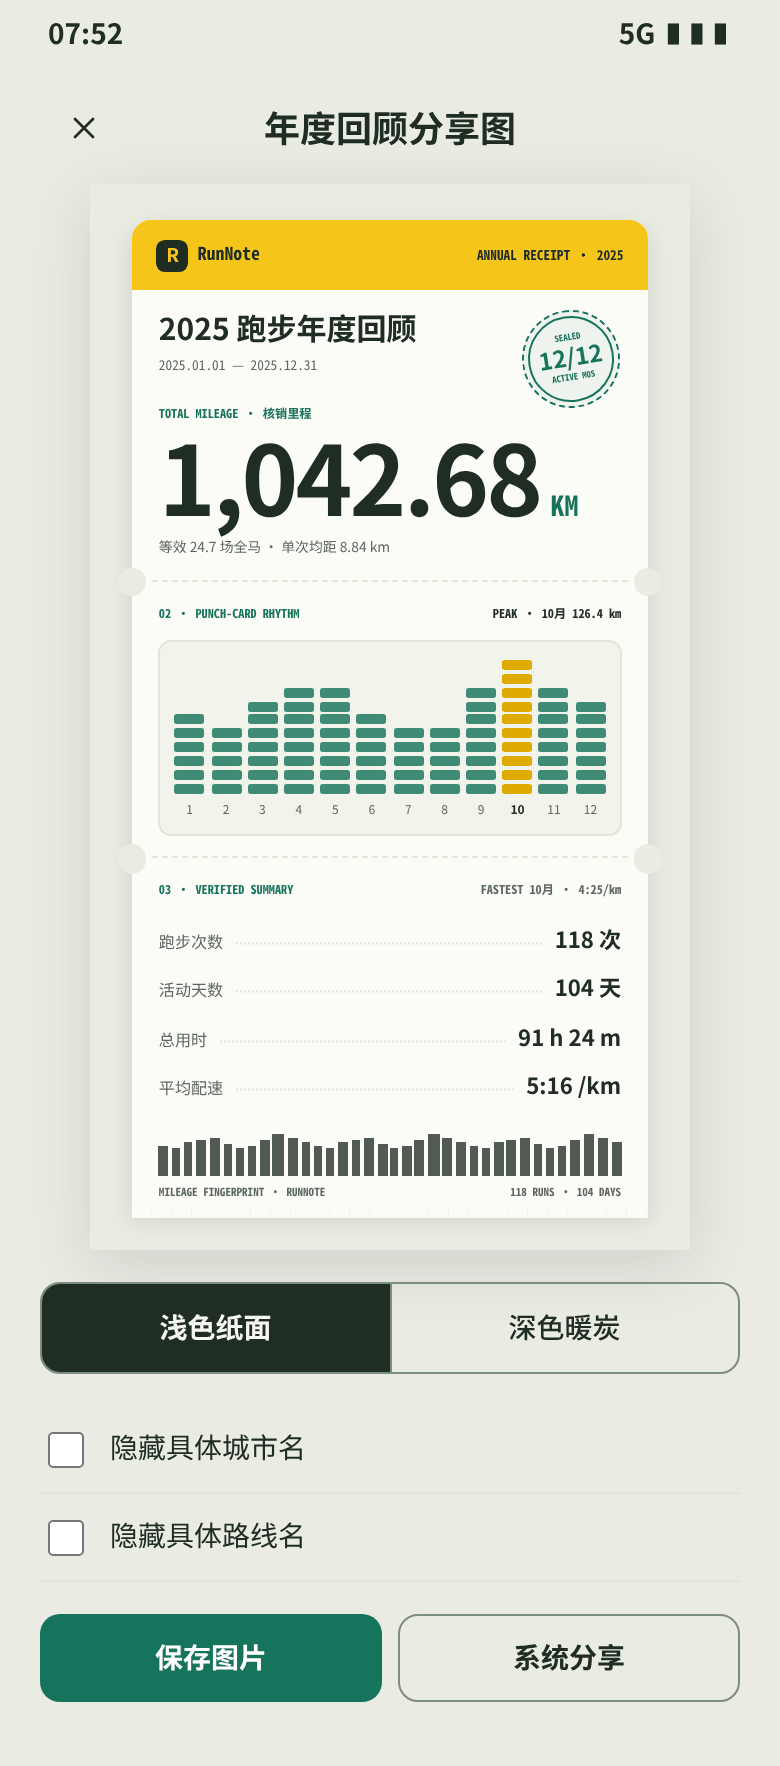 07:52
5G
年度回顾分享图
R RunNote
ANNUAL RECEIPT • 2025
2025 跑步年度回顾
2025.01.01 — 2025.12.31
SEALED
12/12
ACTIVE MOS
TOTAL MILEAGE • 核销里程
1,042.68 KM
等效 24.7 场全马 • 单次均距 8.84 km
02 • PUNCH-CARD RHYTHM
PEAK • 10月 126.4 km
1 2 3 4 5 6 7 8 9 10 11 12
03 • VERIFIED SUMMARY
FASTEST 10月 • 4:25/km
跑步次数 118 次
活动天数 104 天
总用时 91 h 24 m
平均配速 5:16 /km
MILEAGE FINGERPRINT • RUNNOTE
118 RUNS • 104 DAYS
浅色纸面
深色暖炭
隐藏具体城市名
隐藏具体路线名
保存图片
系统分享